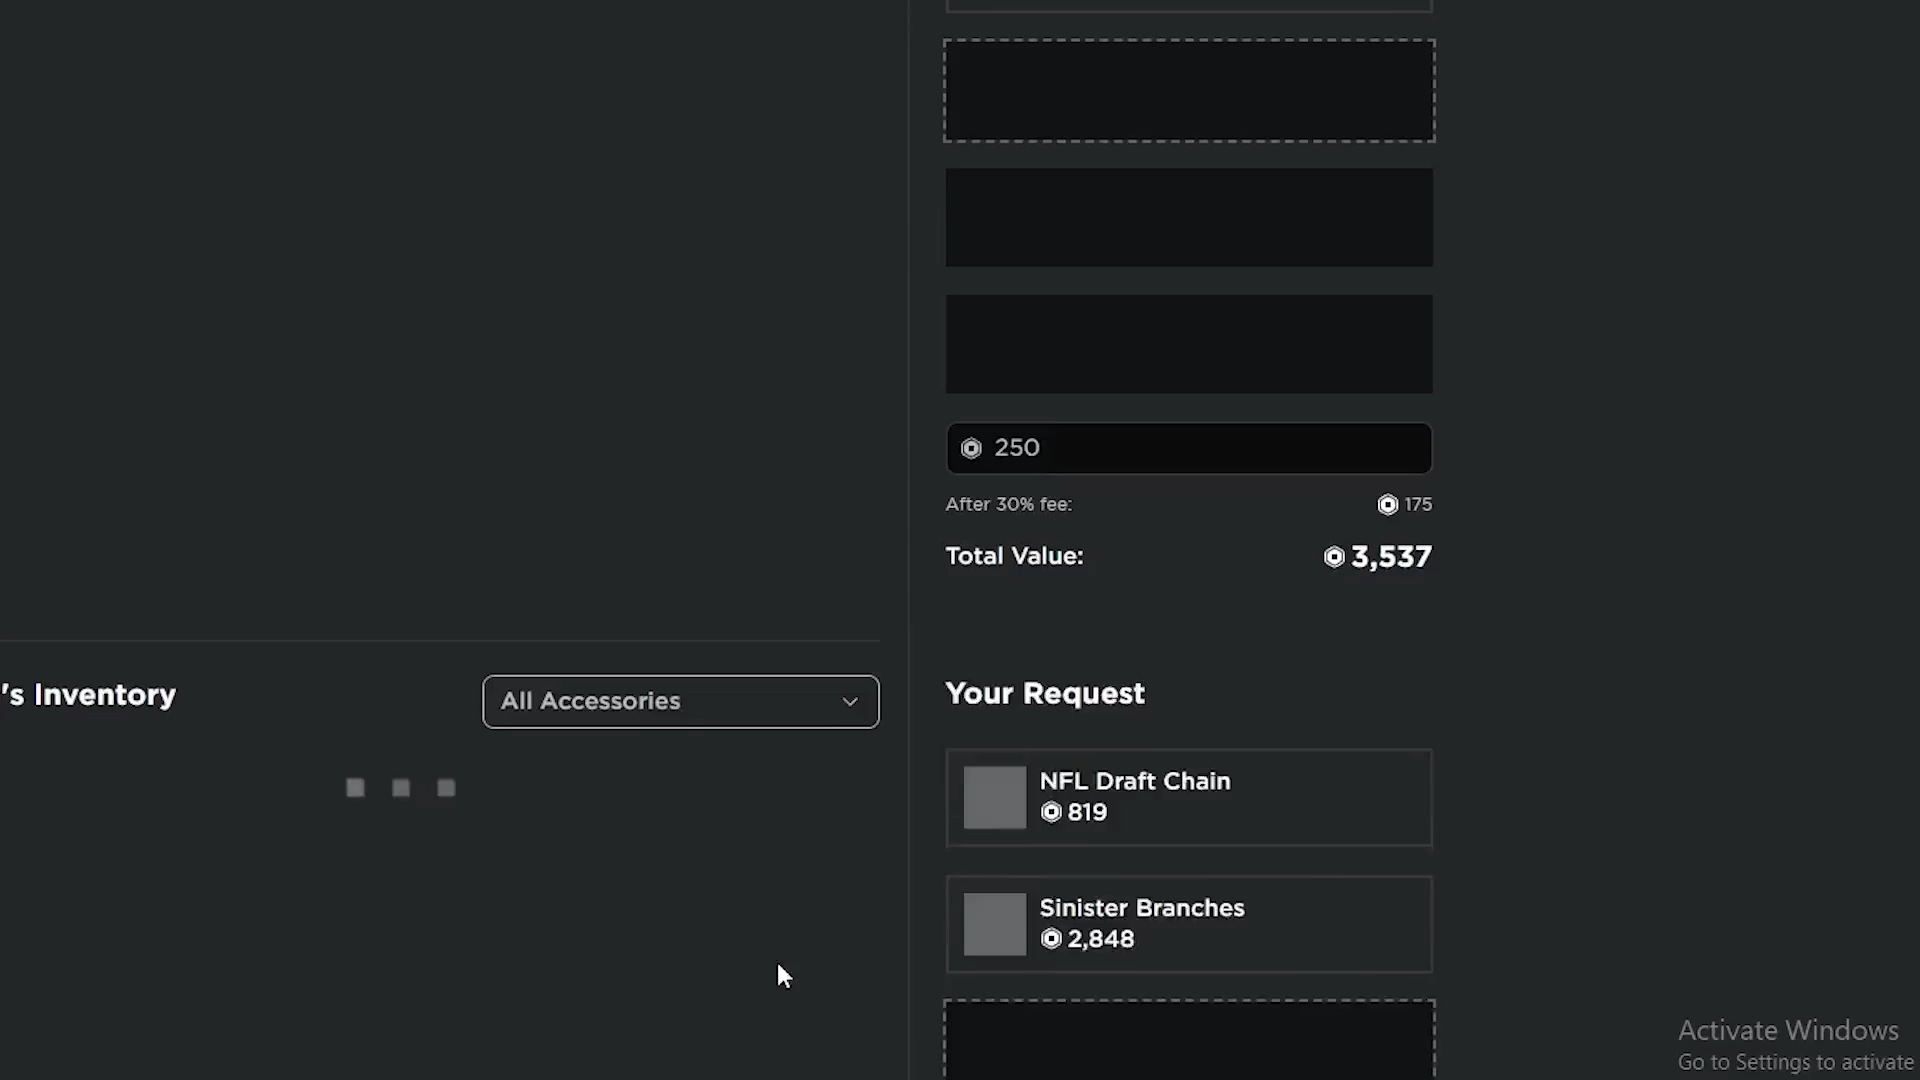 250
After 30% fee:
175
Total Value:
3,537
's Inventory
All Accessories
Your Request
NFL Draft Chain
819
Sinister Branches
2,848
Activate Windows
Go to Settings to activate